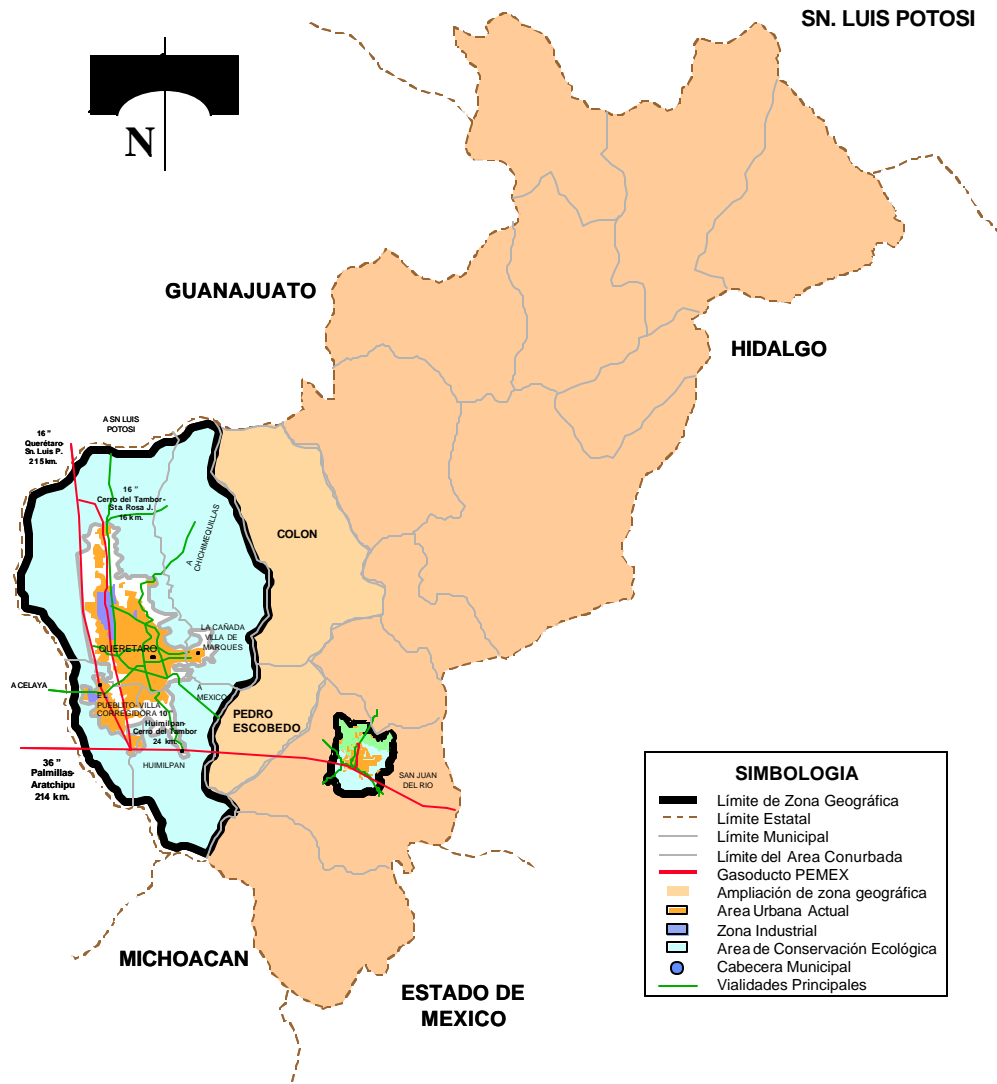 SN. LUIS POTOSI
N
GUANAJUATO
HIDALGO
A SN LUIS
POTOSI
16 "
Querétaro-
Sn. Luis P.
215 km.
16 "
Cerro del Tambor-
Sta. Rosa J.
16 km.
A
CHICHIMEQUILLAS
COLON
LA CAÑADA
VILLA DE
MARQUES
QUERETARO
A CELAYA
A
MEXICO
EL
PUEBLITO-VILLA
CORREGIDORA 10"
Huimilpan-
Cerro del Tambor
24 km.
PEDRO
ESCOBEDO
HUIMILPAN
36 "
Palmillas-
Aratchipu
214 km.
SAN JUAN
DEL RIO
MICHOACAN
ESTADO DE
MEXICO
SIMBOLOGIA
Límite de Zona Geográfica
Límite Estatal
Límite Municipal
Límite del Area Conurbada
Gasoducto PEMEX
Ampliación de zona geográfica
Area Urbana Actual
Zona Industrial
Area de Conservación Ecológica
Cabecera Municipal
Vialidades Principales